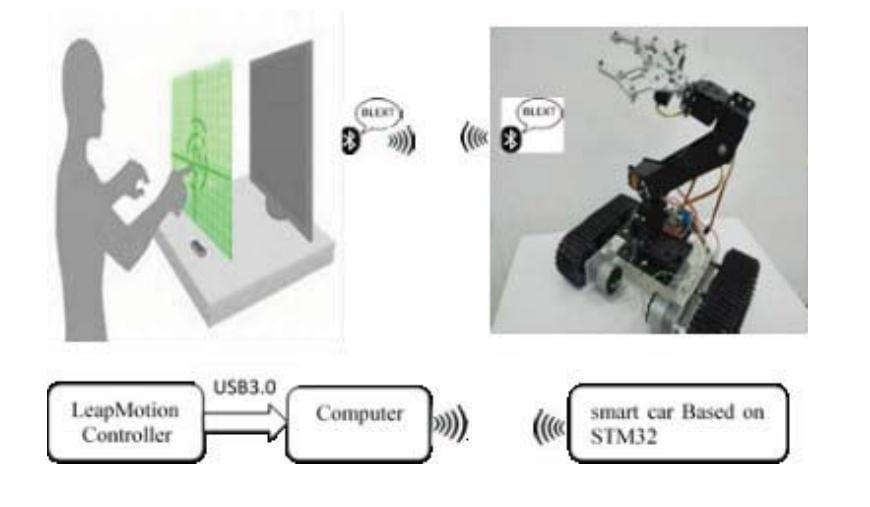 BLEXT
BLEXT
USB3.0
LeapMotion
Controller
Computer
smart car Based on
STM32